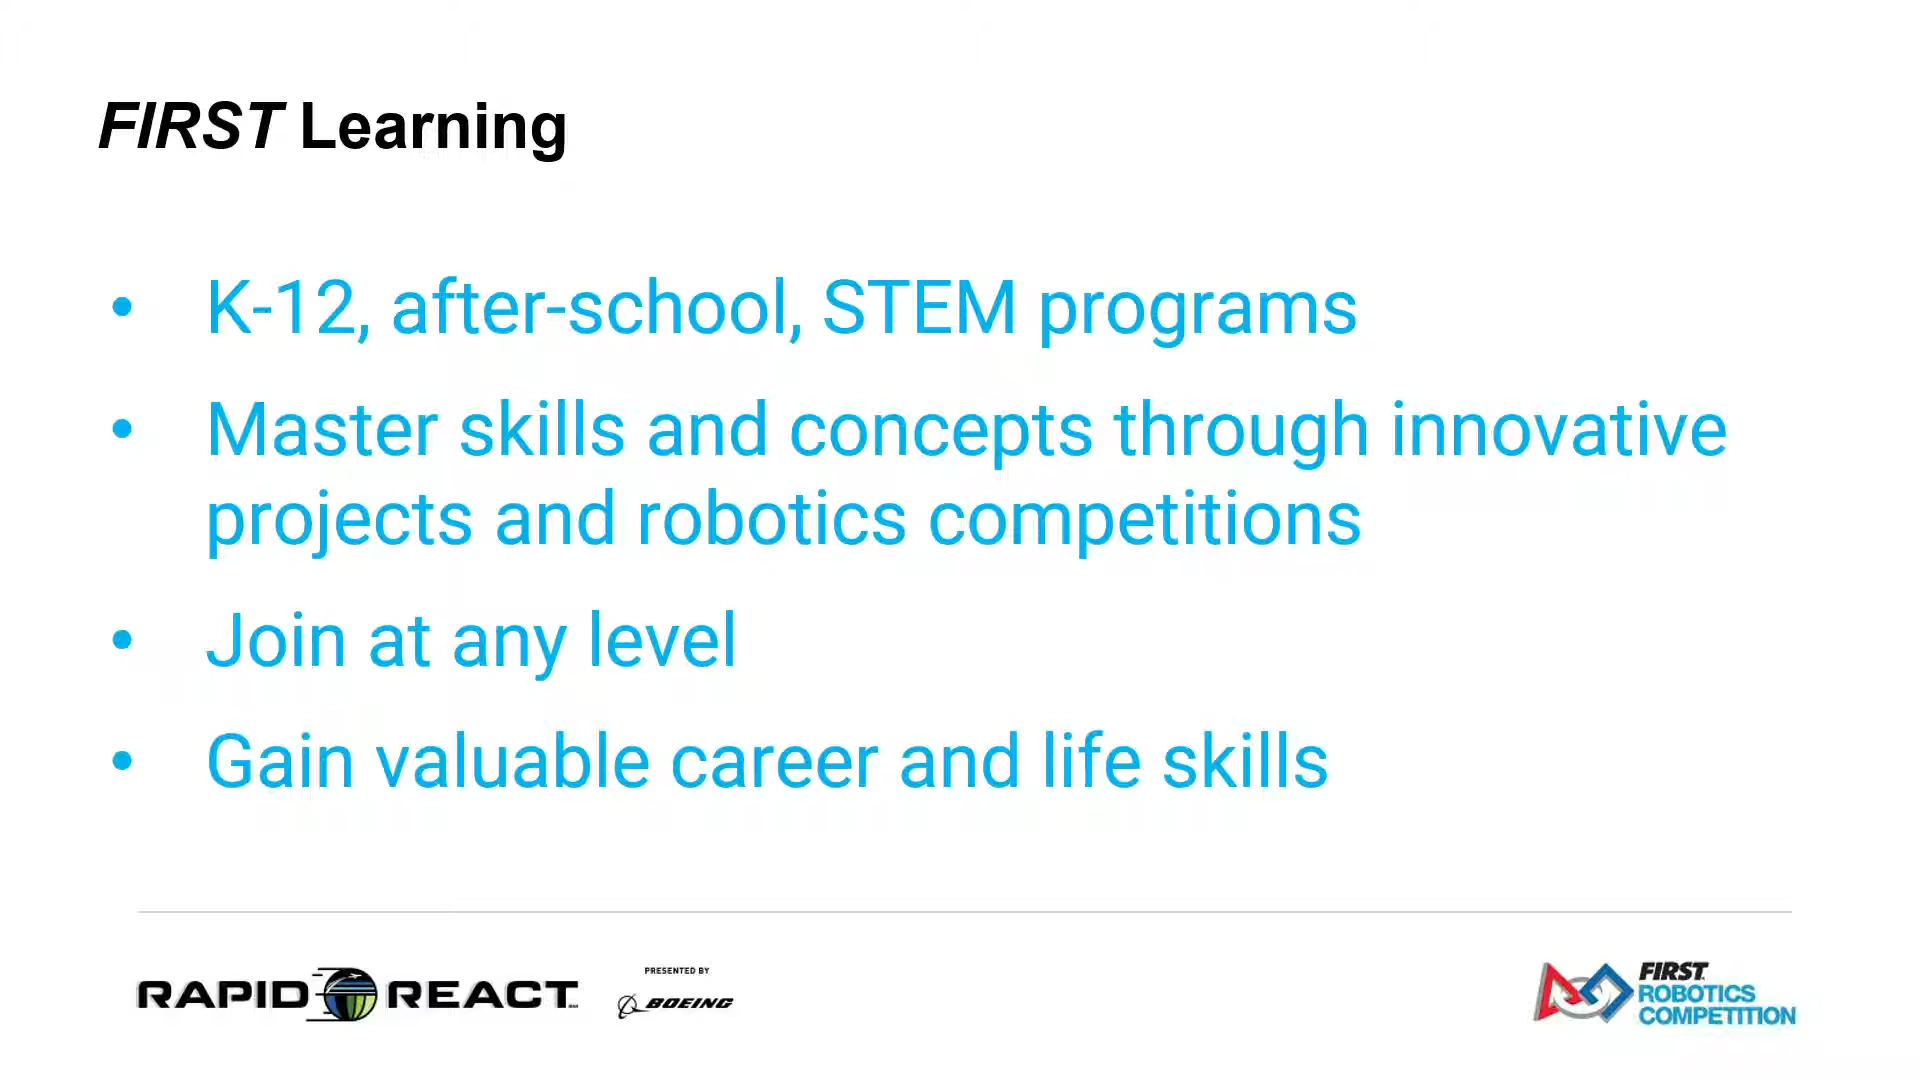 FIRST Learning
• K-12, after-school, STEM programs
• Master skills and concepts through innovative
projects and robotics competitions
• Join at any level
• Gain valuable career and life skills
RAPID REACT
PRESENTED BY
BOEING
FIRST
ROBOTICS
COMPETITION